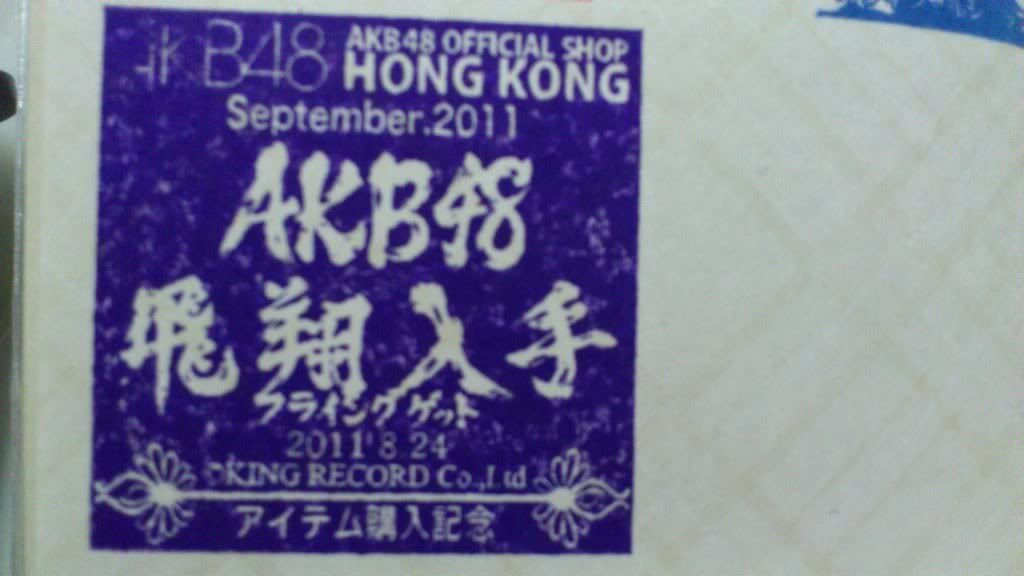 AKB48
AKB48 OFFICIAL SHOP
HONG KONG
September.2011
AKB48
飛翔入手
フライングゲット
2011 8.24
©KING RECORD Co.,Ltd
アイテム購入記念